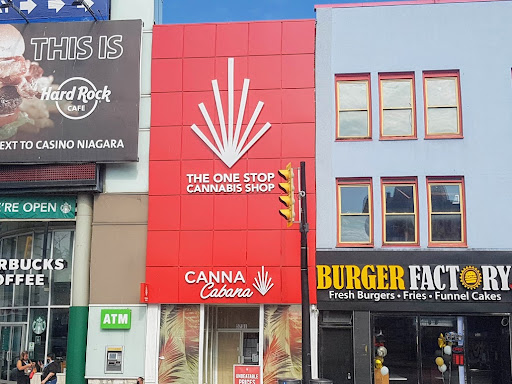 THIS IS
Hard Rock
CAFE
EXT TO CASINO NIAGARA
'RE OPEN
RBUCKS
OFFEE
ATM
THE ONE STOP
CANNABIS SHOP
CANNA
Cabana
BURGER FACTORY
Fresh Burgers • Fries • Funnel Cakes